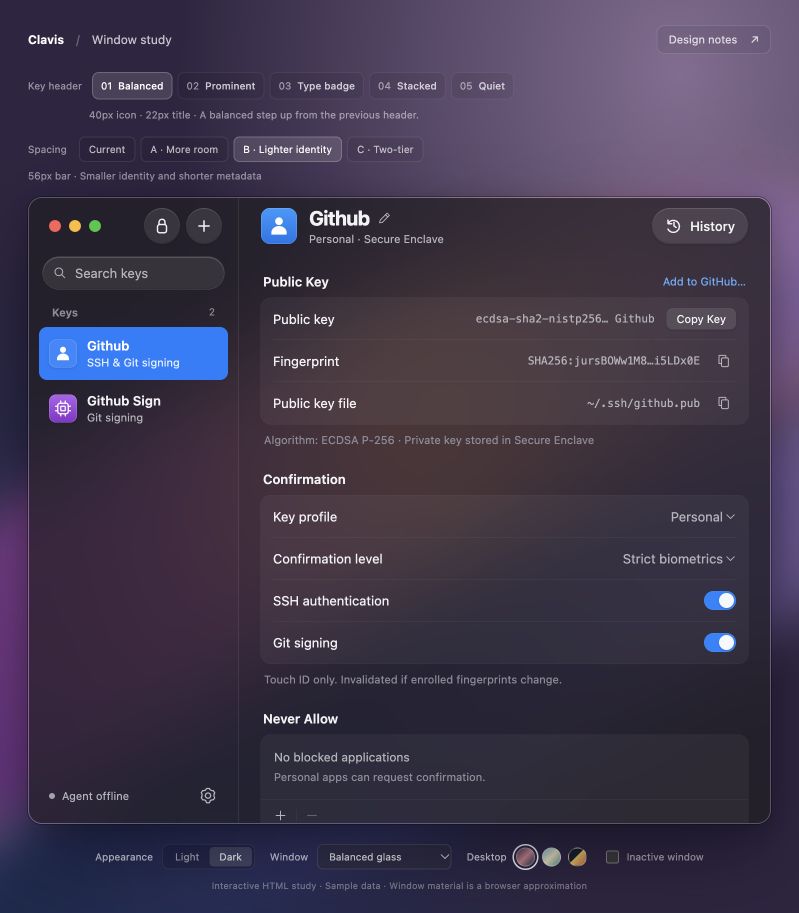 Clavis / Window study
Design notes ↗
Key header 01 Balanced 02 Prominent 03 Type badge 04 Stacked 05 Quiet
40px icon · 22px title · A balanced step up from the previous header.
Spacing Current A · More room B · Lighter identity C · Two-tier
56px bar · Smaller identity and shorter metadata
Search keys
Keys 2
Github
SSH & Git signing
Github Sign
Git signing
Agent offline
Github
Personal · Secure Enclave
History
Public Key Add to GitHub…
Public key ecdsa-sha2-nistp256… Github Copy Key
Fingerprint SHA256:jursBOWw1M8…i5LDx0E
Public key file ~/.ssh/github.pub
Algorithm: ECDSA P-256 · Private key stored in Secure Enclave
Confirmation
Key profile Personal
Confirmation level Strict biometrics
SSH authentication
Git signing
Touch ID only. Invalidated if enrolled fingerprints change.
Never Allow
No blocked applications
Personal apps can request confirmation.
Appearance Light Dark Window Balanced glass Desktop Inactive window
Interactive HTML study · Sample data · Window material is a browser approximation